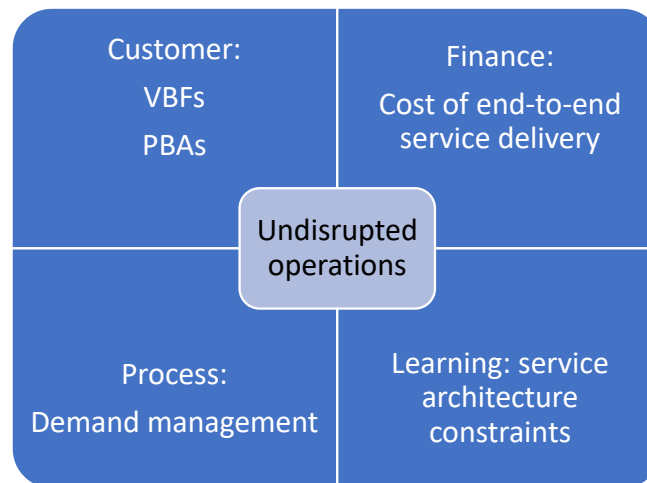 Customer:
VBFs
PBAs
Finance:
Cost of end-to-end
service delivery
Undisrupted
operations
Process:
Demand management
Learning: service
architecture
constraints